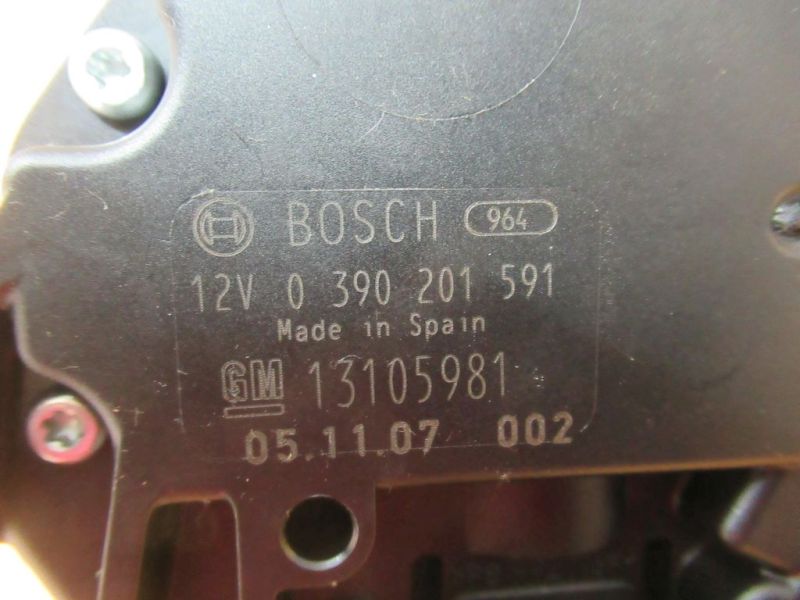 BOSCH 964
12V 0 390 201 591
Made in Spain
GM 13105981
05.11.07 002